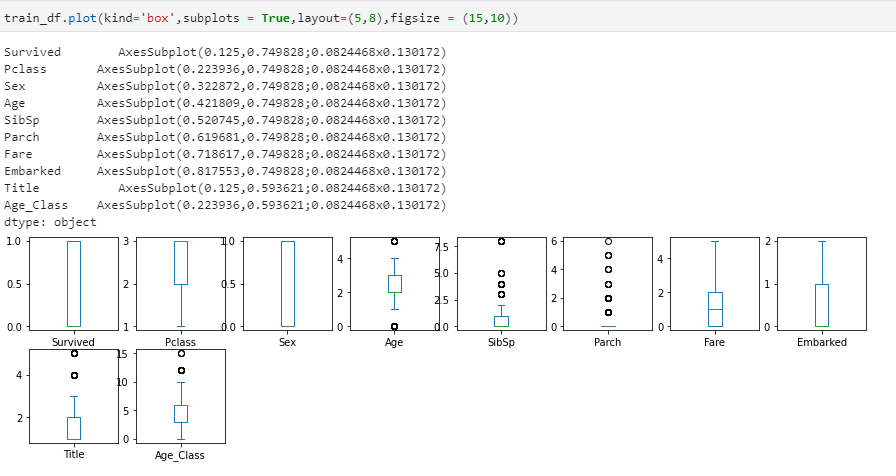 train_df.plot(kind='box',subplots = True,layout=(5,8),figsize = (15,10))
Survived AxesSubplot(0.125,0.749828;0.0824468x0.130172)
Pclass AxesSubplot(0.223936,0.749828;0.0824468x0.130172)
Sex AxesSubplot(0.322872,0.749828;0.0824468x0.130172)
Age AxesSubplot(0.421809,0.749828;0.0824468x0.130172)
SibSp AxesSubplot(0.520745,0.749828;0.0824468x0.130172)
Parch AxesSubplot(0.619681,0.749828;0.0824468x0.130172)
Fare AxesSubplot(0.718617,0.749828;0.0824468x0.130172)
Embarked AxesSubplot(0.817553,0.749828;0.0824468x0.130172)
Title AxesSubplot(0.125,0.593621;0.0824468x0.130172)
Age_Class AxesSubplot(0.223936,0.593621;0.0824468x0.130172)
dtype: object
1.0 3 1.0 6 2
7.5
4 4
0.5 2 0.5 5.0 4 1
2 2.5 2 2
0.0 1 0.0 0 0.0 0 0 0
Survived Pclass Sex Age SibSp Parch Fare Embarked
15
4 10
2 5
0
Title Age_Class